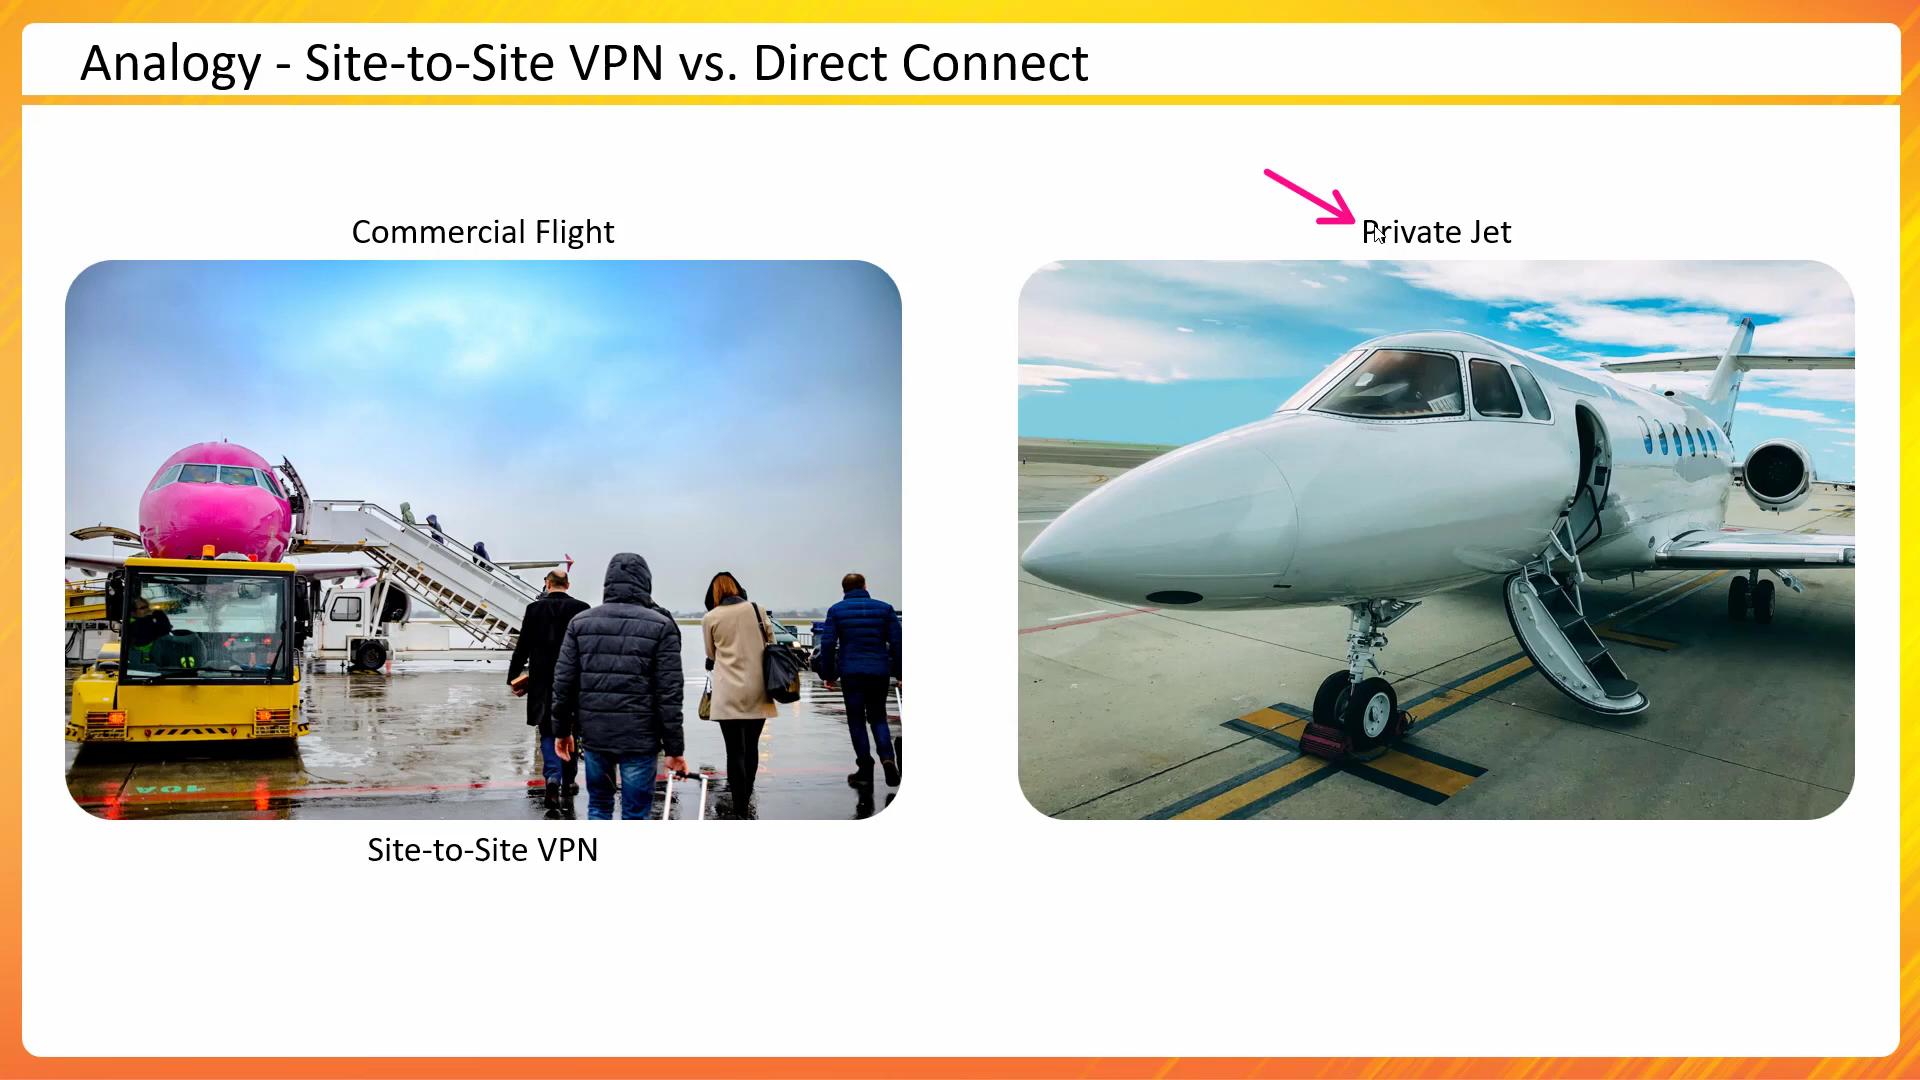 Analogy - Site-to-Site VPN vs. Direct Connect
Commercial Flight
Private Jet
Site-to-Site VPN